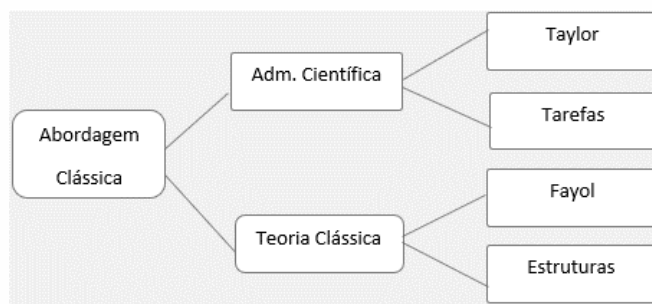 Abordagem
Clássica
Adm. Científica
Taylor
Tarefas
Teoria Clássica
Fayol
Estruturas